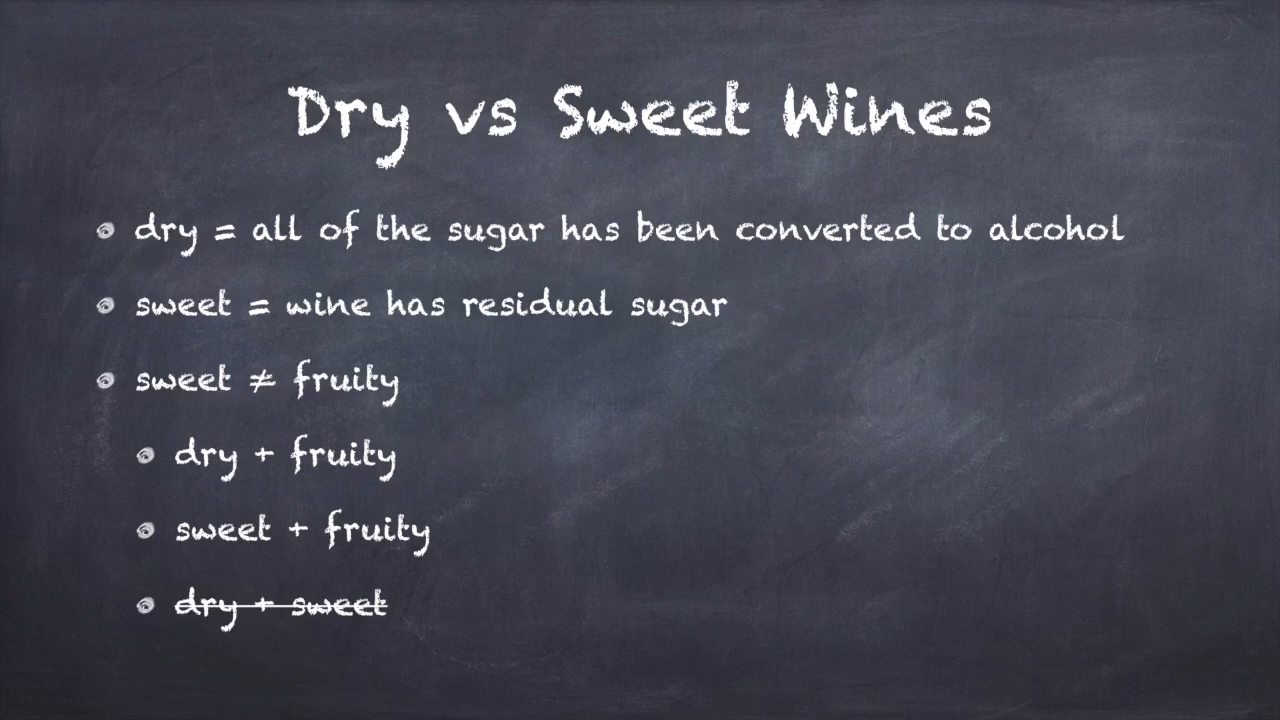 Dry vs Sweet Wines
dry = all of the sugar has been converted to alcohol
sweet = wine has residual sugar
sweet ≠ fruity
dry + fruity
sweet + fruity
dry + sweet